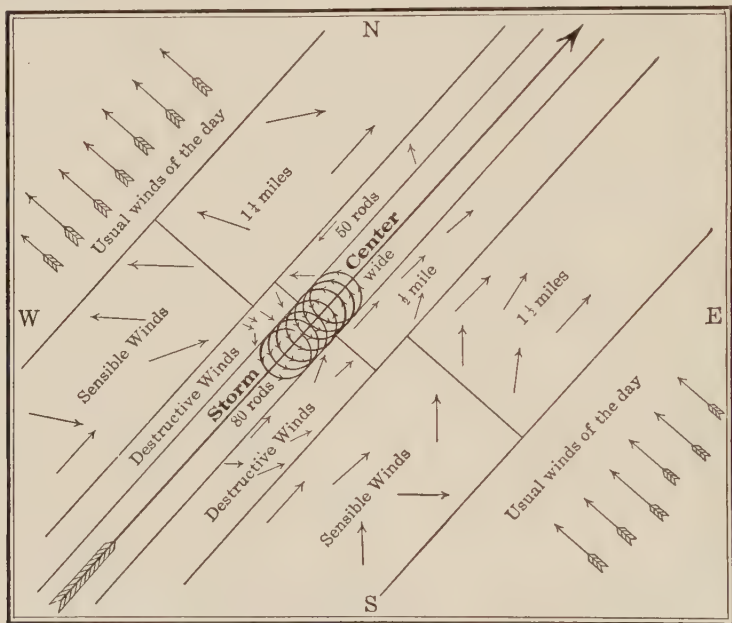 N
Usual winds of the day
1¼ miles
50 rods
Storm Center
80 rods wide
½ mile
W
E
Sensible Winds
Destructive Winds
1½ miles
Destructive Winds
Sensible Winds
Usual winds of the day
S